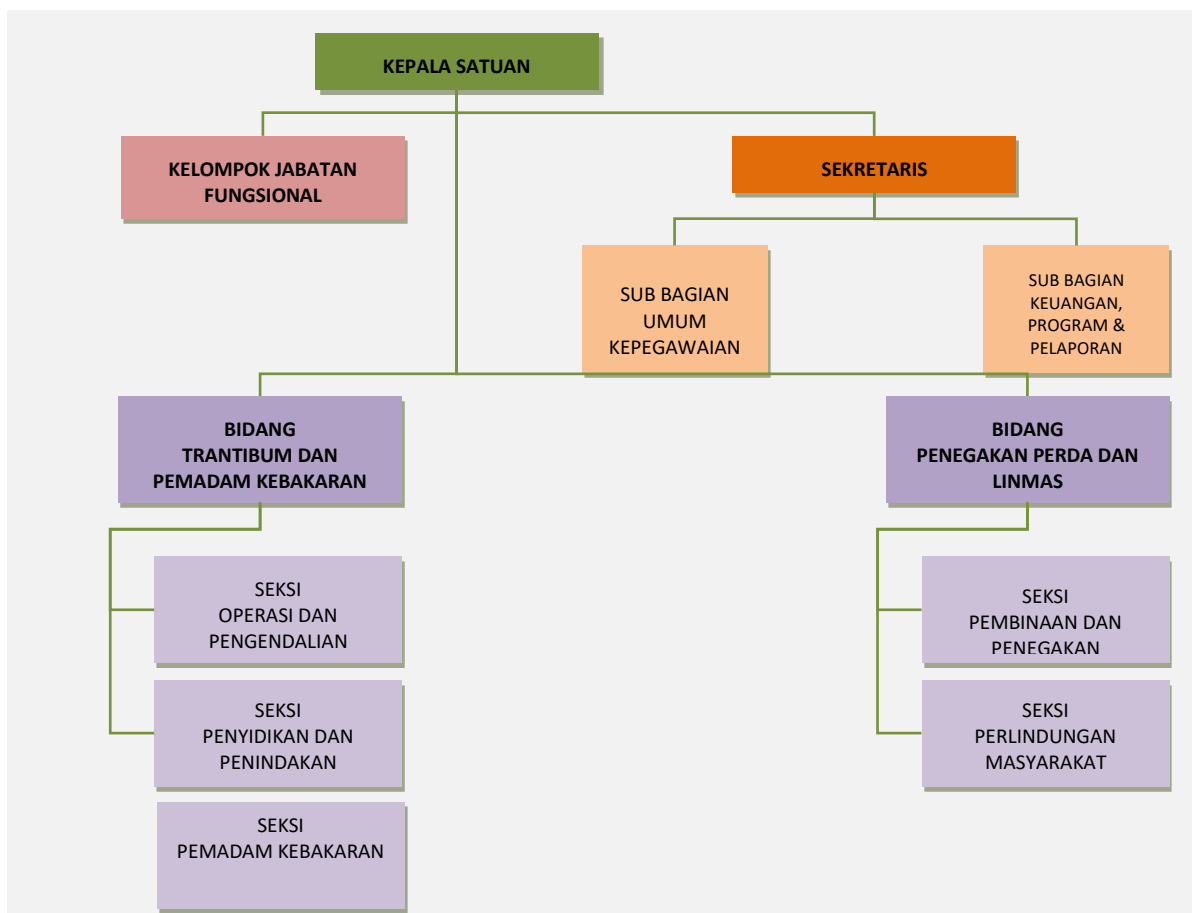 KEPALA SATUAN
KELOMPOK JABATAN
FUNGSIONAL
SEKRETARIS
SUB BAGIAN
UMUM
KEPEGAWAIAN
SUB BAGIAN
KEUANGAN,
PROGRAM &
PELAPORAN
BIDANG
TRANTIBUM DAN
PEMADAM KEBAKARAN
BIDANG
PENEGAKAN PERDA DAN
LINMAS
SEKSI
OPERASI DAN
PENGENDALIAN
SEKSI
PENYIDIKAN DAN
PENINDAKAN
SEKSI
PEMADAM KEBAKARAN
SEKSI
PEMBINAAN DAN
PENEGAKAN
SEKSI
PERLINDUNGAN
MASYARAKAT